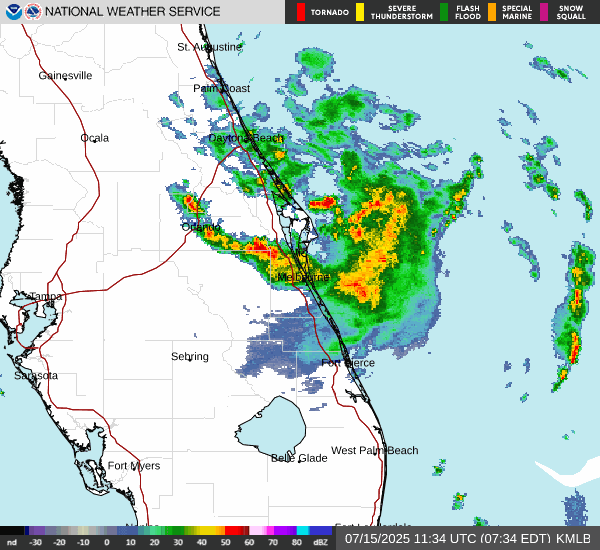 NATIONAL WEATHER SERVICE
TORNADO
SEVERE THUNDERSTORM
FLASH FLOOD
SPECIAL MARINE
SNOW SQUALL
St. Augustine
Gainesville
Palm Coast
Ocala
Daytona Beach
Orlando
Melbourne
Tampa
Sebring
Fort Pierce
Sarasota
West Palm Beach
Belle Glade
Fort Myers
Fort Lauderdale
nd -30 -20 -10 0 10 20 30 40 50 60 70 80 dBZ
07/15/2025 11:34 UTC (07:34 EDT) KMLB